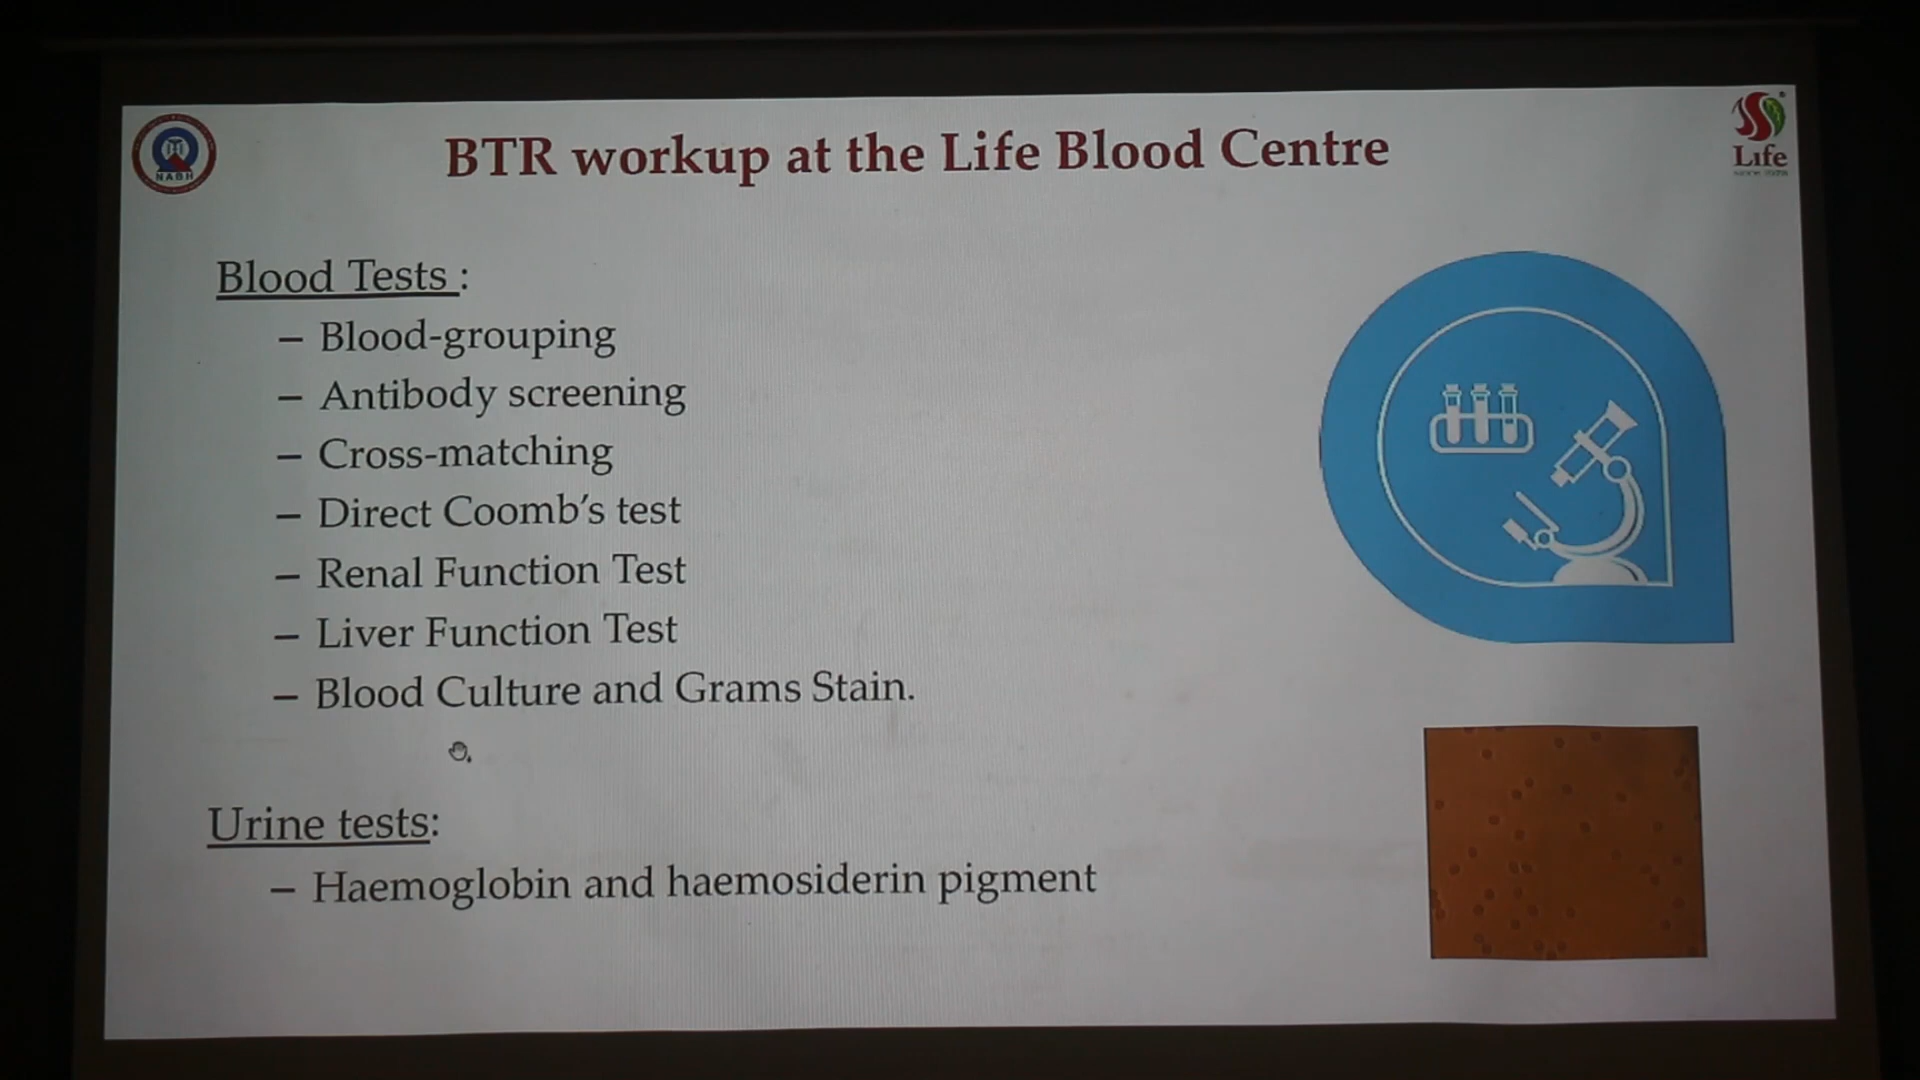 BTR workup at the Life Blood Centre
NABH
Life
Blood Tests :
– Blood-grouping
– Antibody screening
– Cross-matching
– Direct Coomb’s test
– Renal Function Test
– Liver Function Test
– Blood Culture and Grams Stain.
Urine tests:
– Haemoglobin and haemosiderin pigment